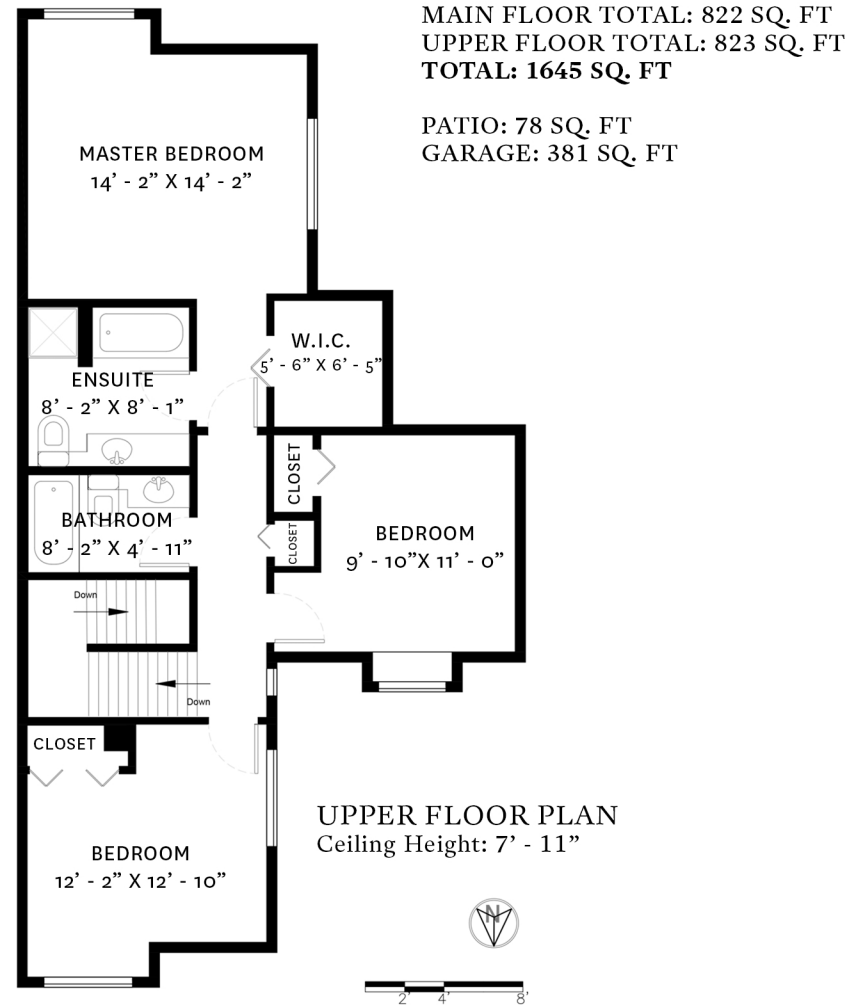 MAIN FLOOR TOTAL: 822 SQ. FT
UPPER FLOOR TOTAL: 823 SQ. FT
TOTAL: 1645 SQ. FT
PATIO: 78 SQ. FT
GARAGE: 381 SQ. FT
MASTER BEDROOM
14’ - 2” X 14’ - 2”
W.I.C.
5’ - 6” X 6’ - 5”
ENSUITE
8’ - 2” X 8’ - 1”
CLOSET
BATHROOM
8’ - 2” X 4’ - 11”
CLOSET
BEDROOM
9’ - 10”X 11’ - 0”
Down
Down
CLOSET
BEDROOM
12’ - 2” X 12’ - 10”
UPPER FLOOR PLAN
Ceiling Height: 7’ - 11”
N
2' 4' 8'